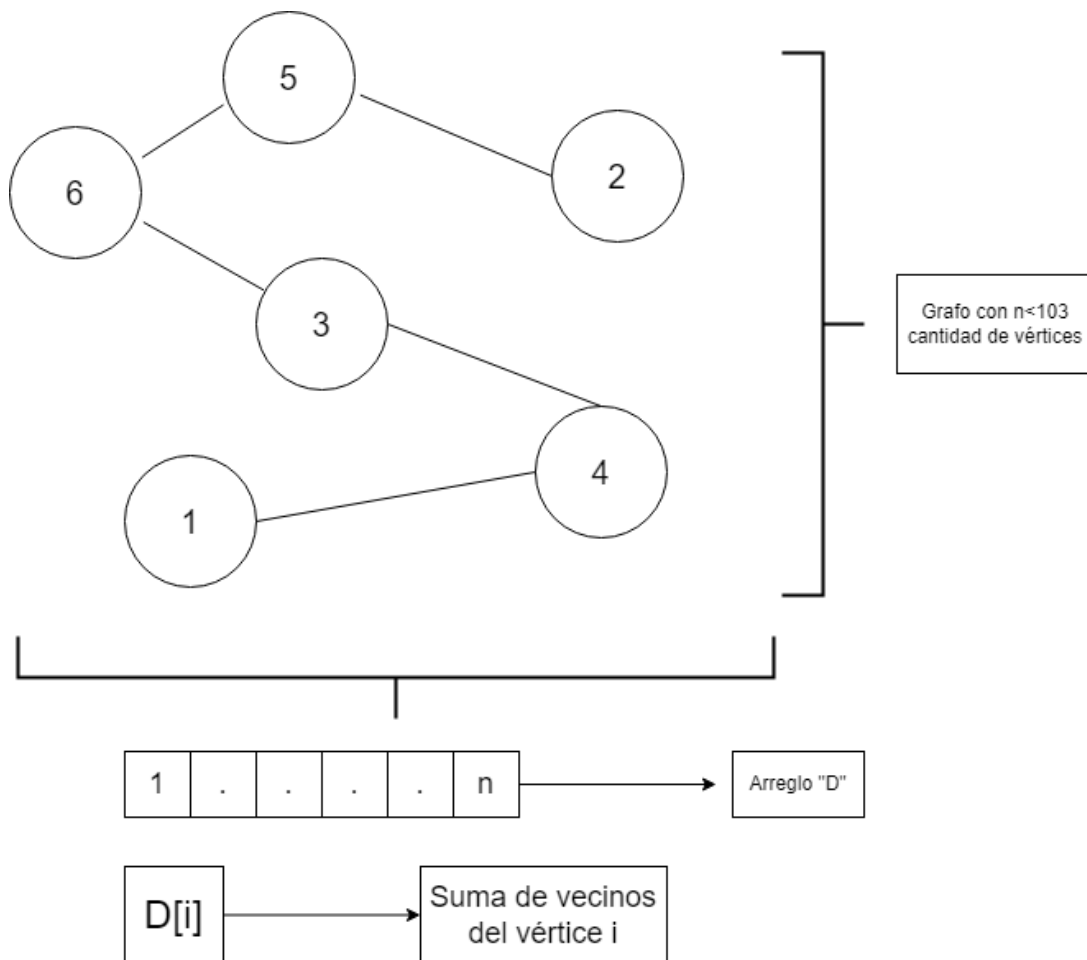 5
2
6
3
4
1
Grafo con n<103
cantidad de vértices
1 . . . . n
Arreglo "D"
D[i]
Suma de vecinos
del vértice i